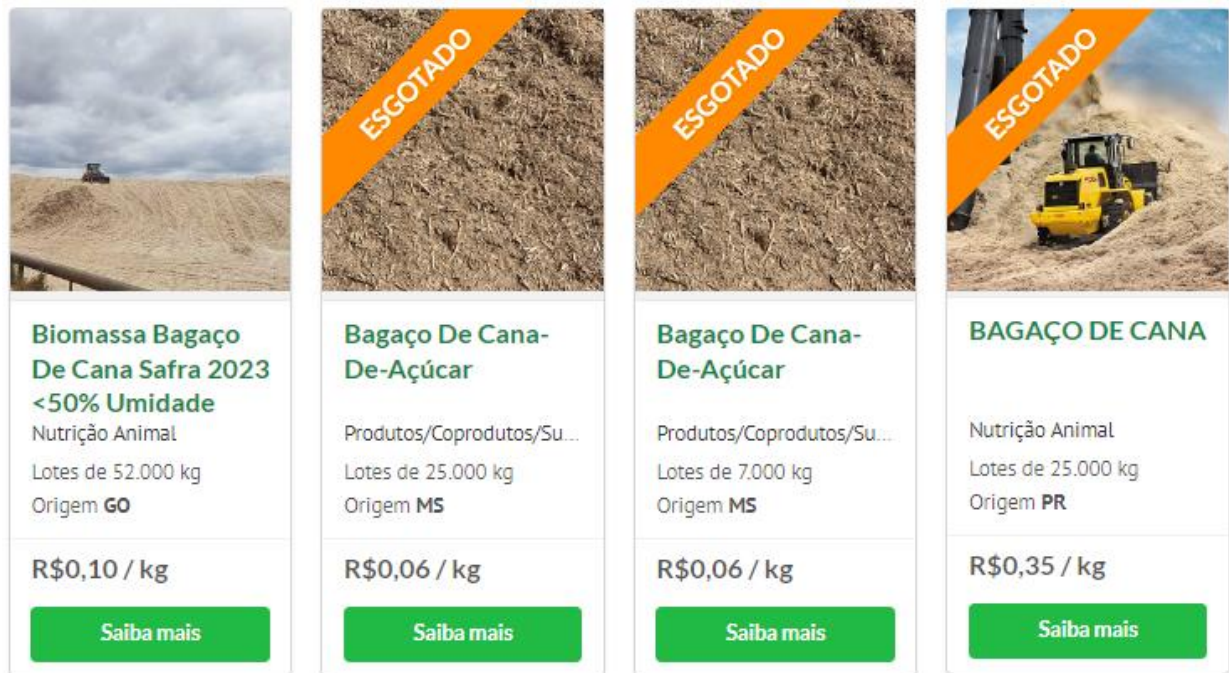 ESGOTADO
ESGOTADO
ESGOTADO
Biomassa Bagaço
De Cana Safra 2023
<50% Umidade
Nutrição Animal
Lotes de 52.000 kg
Origem GO
R$0,10 / kg
Saiba mais
Bagaço De Cana-
De-Açúcar
Produtos/Coprodutos/Su...
Lotes de 25.000 kg
Origem MS
R$0,06 / kg
Saiba mais
Bagaço De Cana-
De-Açúcar
Produtos/Coprodutos/Su...
Lotes de 7.000 kg
Origem MS
R$0,06 / kg
Saiba mais
BAGAÇO DE CANA
Nutrição Animal
Lotes de 25.000 kg
Origem PR
R$0,35 / kg
Saiba mais